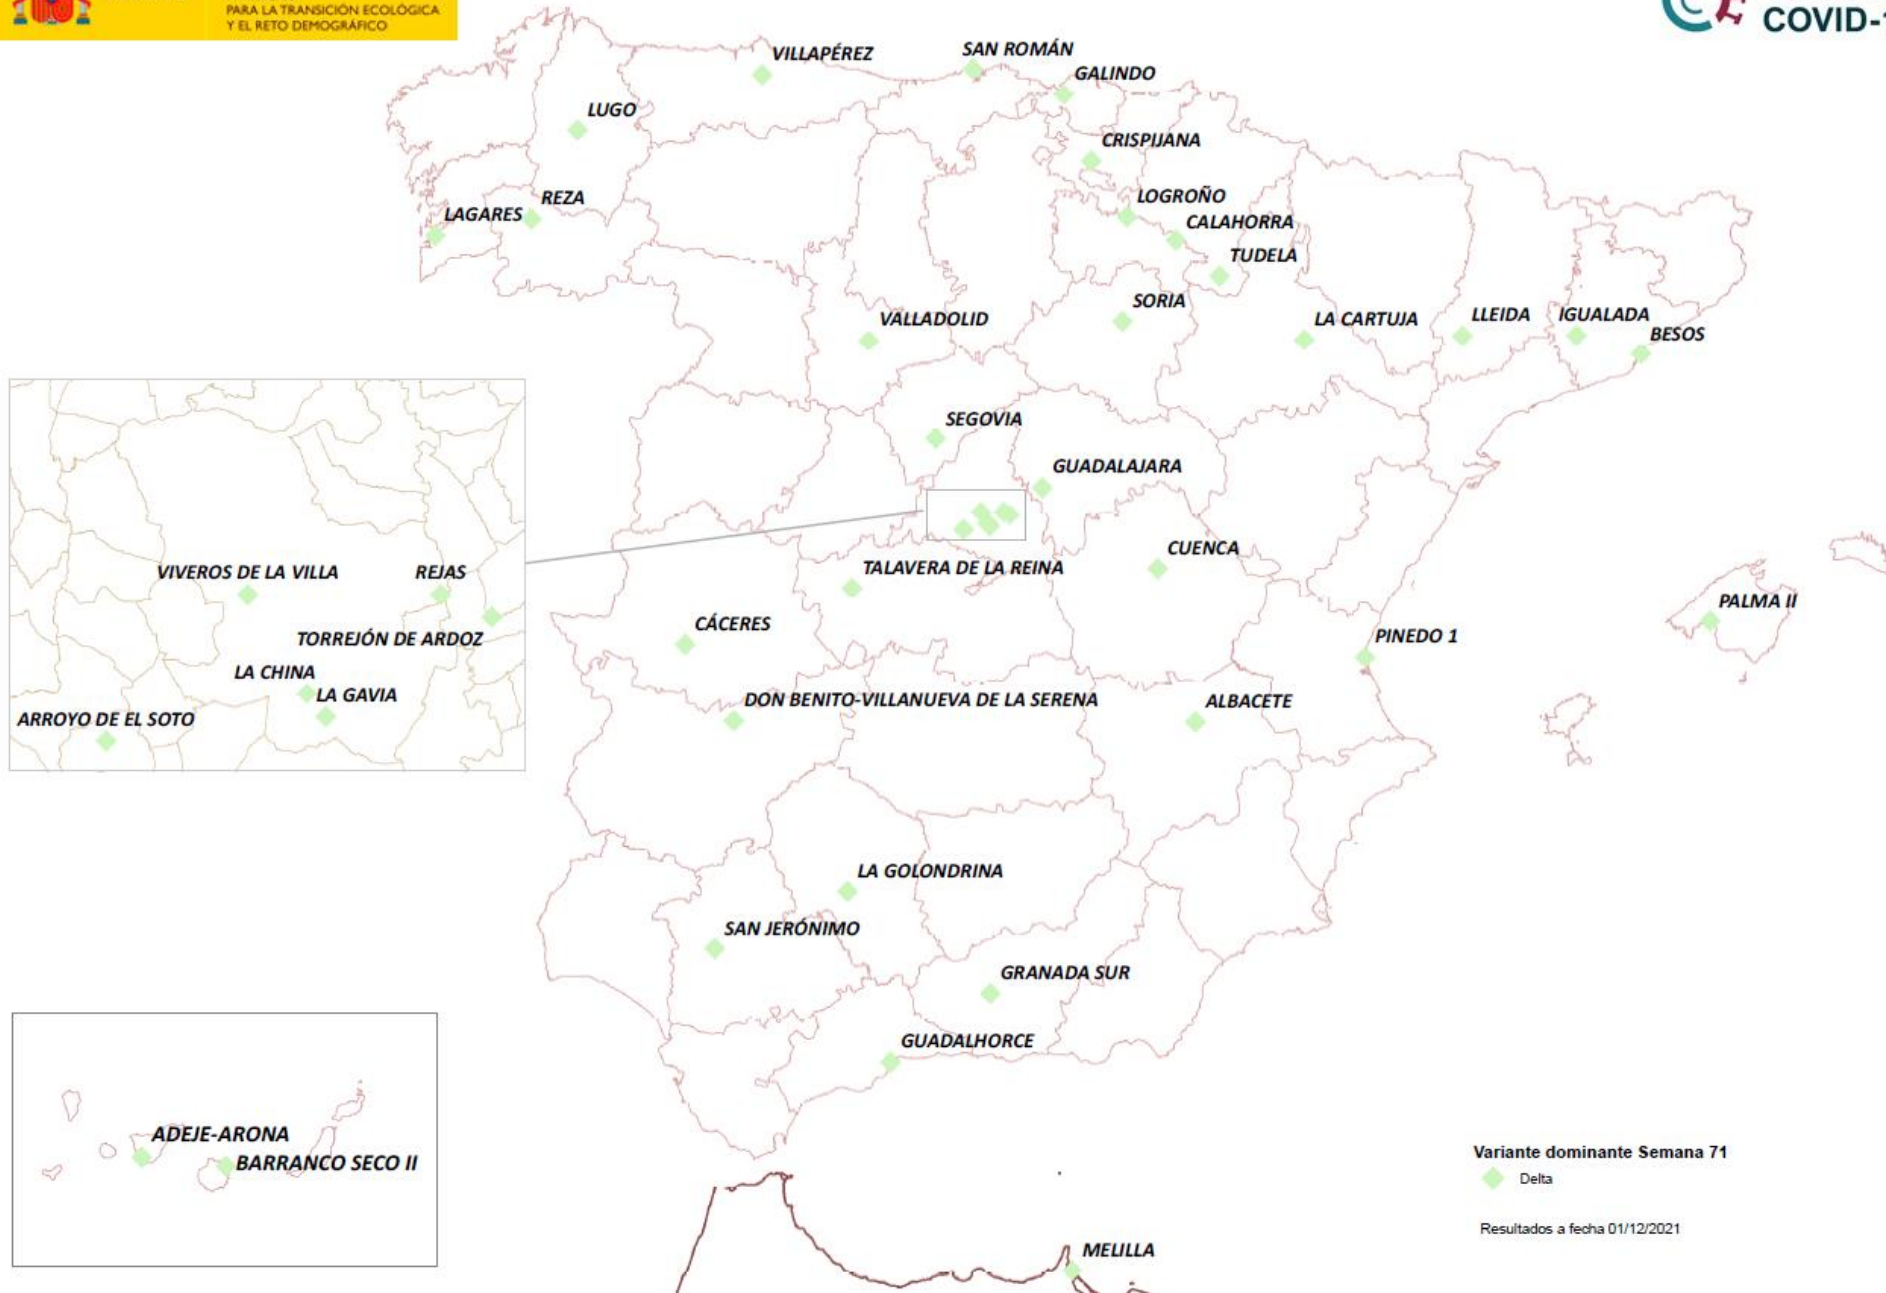 PARA LA TRANSICIÓN ECOLÓGICA
Y EL RETO DEMOGRÁFICO
COVID-1
VILLAPÉREZ
SAN ROMÁN
GALINDO
LUGO
CRISPIJANA
REZA
LOGROÑO
LAGARES
CALAHORRA
TUDELA
SORIA
VALLADOLID
LA CARTUJA
LLEIDA
IGUALADA
BESOS
SEGOVIA
GUADALAJARA
CUENCA
TALAVERA DE LA REINA
VIVEROS DE LA VILLA
REJAS
TORREJÓN DE ARDOZ
LA CHINA
LA GAVIA
ARROYO DE EL SOTO
CÁCERES
PALMA II
PINEDO 1
DON BENITO-VILLANUEVA DE LA SERENA
ALBACETE
LA GOLONDRINA
SAN JERÓNIMO
GRANADA SUR
GUADALHORCE
ADEJE-ARONA
BARRANCO SECO II
Variante dominante Semana 71
Delta
Resultados a fecha 01/12/2021
MELILLA